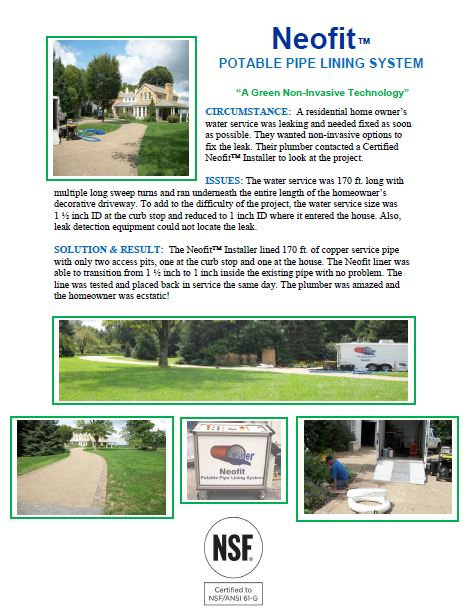 Neofit™
POTABLE PIPE LINING SYSTEM
“A Green Non-Invasive Technology”
CIRCUMSTANCE: A residential home owner’s
water service was leaking and needed fixed as soon
as possible. They wanted non-invasive options to
fix the leak. Their plumber contacted a Certified
Neofit™ Installer to look at the project.
ISSUES: The water service was 170 ft. long with
multiple long sweep turns and ran underneath the entire length of the homeowner’s
decorative driveway. To add to the difficulty of the project, the water service size was
1 ½ inch ID at the curb stop and reduced to 1 inch ID where it entered the house. Also,
leak detection equipment could not locate the leak.
SOLUTION & RESULT: The Neofit™ Installer lined 170 ft. of copper service pipe
with only two access pits, one at the curb stop and one at the house. The Neofit liner was
able to transition from 1 ½ inch to 1 inch inside the existing pipe with no problem. The
line was tested and placed back in service the same day. The plumber was amazed and
the homeowner was ecstatic!
Neofit
Potable Pipe Lining System
NSF®
Certified to
NSF/ANSI 61-G